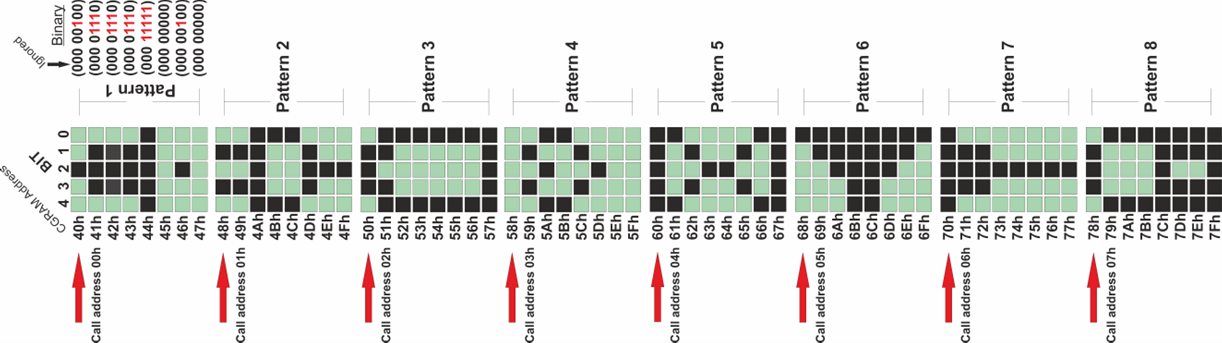 Ignored
Binary
CGRAM Address
BIT
4 3 2 1 0
40h (000 00100)
Call address 00h
41h (000 01110)
42h (000 01110)
43h (000 01110)
44h (000 11111)
45h (000 00000)
46h (000 00100)
47h (000 00000)
Pattern 1
48h
Call address 01h
49h
4Ah
4Bh
4Ch
4Dh
4Eh
4Fh
Pattern 2
50h
Call address 02h
51h
52h
53h
54h
55h
56h
57h
Pattern 3
58h
Call address 03h
59h
5Ah
5Bh
5Ch
5Dh
5Eh
5Fh
Pattern 4
60h
Call address 04h
61h
62h
63h
64h
65h
66h
67h
Pattern 5
68h
Call address 05h
69h
6Ah
6Bh
6Ch
6Dh
6Eh
6Fh
Pattern 6
70h
Call address 06h
71h
72h
73h
74h
75h
76h
77h
Pattern 7
78h
Call address 07h
79h
7Ah
7Bh
7Ch
7Dh
7Eh
7Fh
Pattern 8